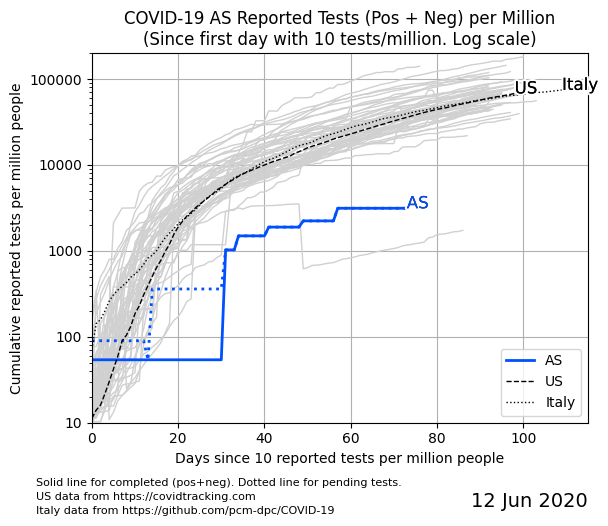 COVID-19 AS Reported Tests (Pos + Neg) per Million
(Since first day with 10 tests/million. Log scale)
Cumulative reported tests per million people
100000
10000
1000
100
10
US
Italy
AS
AS
US
Italy
0
20
40
60
80
100
Days since 10 reported tests per million people
Solid line for completed (pos+neg). Dotted line for pending tests.
US data from https://covidtracking.com
Italy data from https://github.com/pcm-dpc/COVID-19
12 Jun 2020